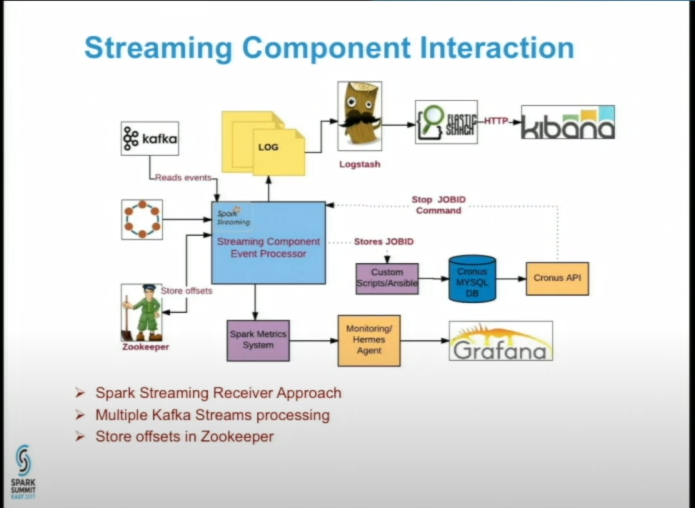 Streaming Component Interaction
kafka
LOG
Logstash
ELASTIC
SEARCH
HTTP
kibana
Reads events
Spark
Streaming
Streaming Component
Event Processor
Stop JOBID
Command
Stores JOBID
Custom
Scripts/Ansible
Cronus
MYSQL
DB
Cronus API
Store offsets
Zookeeper
Spark Metrics
System
Monitoring/
Hermes
Agent
Grafana
➢ Spark Streaming Receiver Approach
➢ Multiple Kafka Streams processing
➢ Store offsets in Zookeeper
SPARK
SUMMIT
EAST 2017